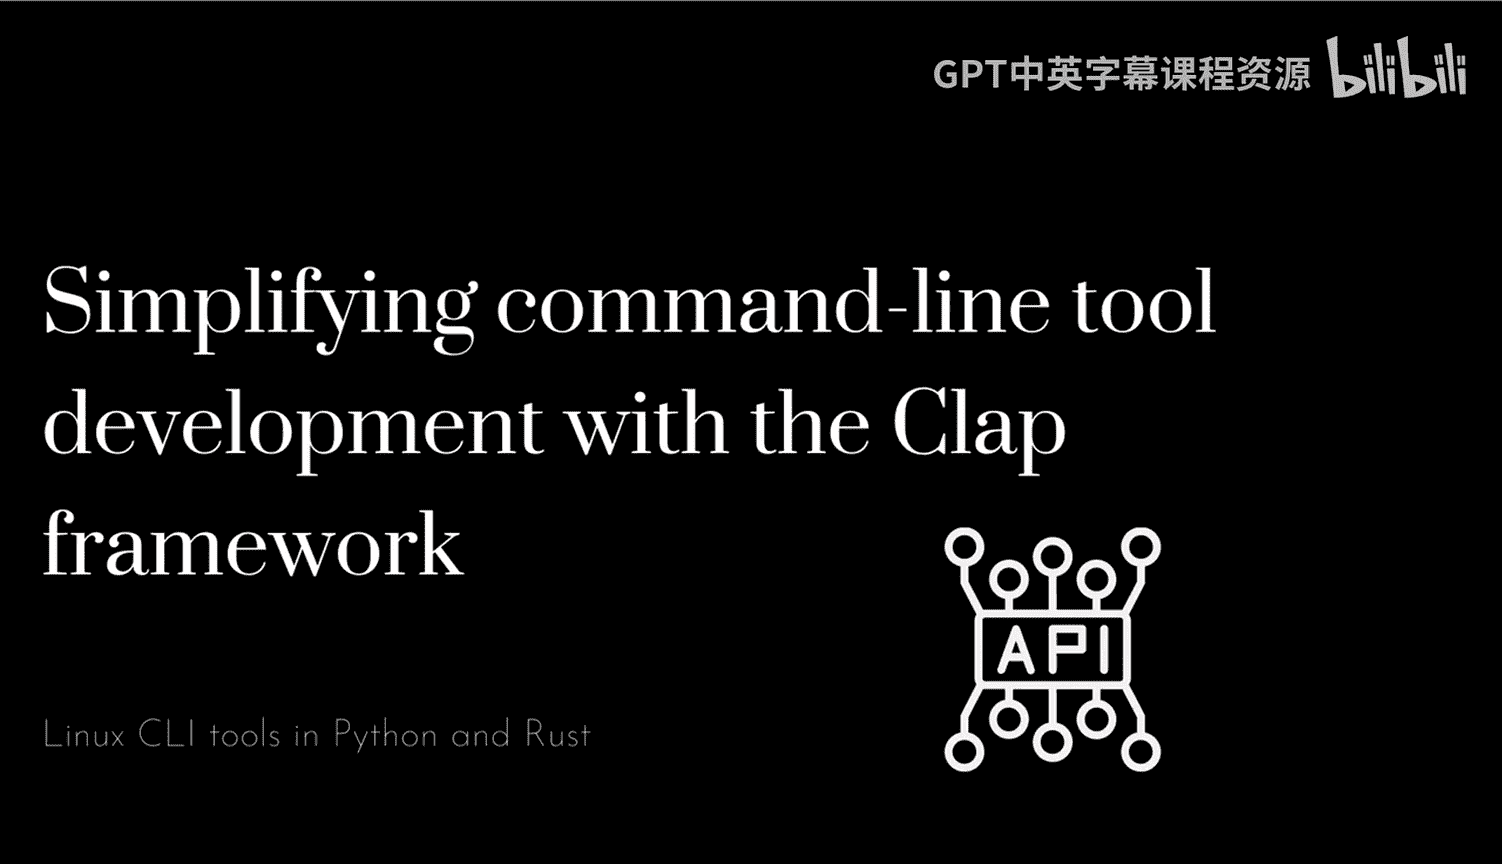 GPT中英字幕课程资源 bilibili
Simplifying command-line tool
development with the Clap
framework
API
Linux CLI tools in Python and Rust